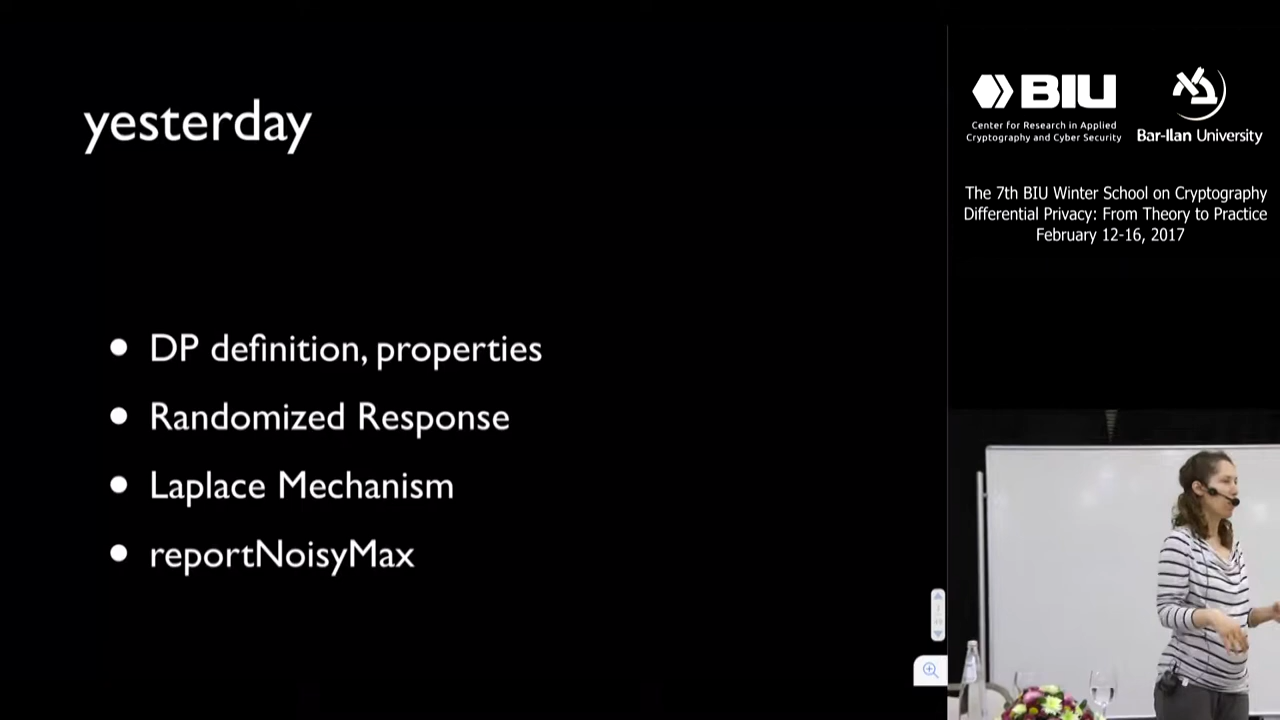 yesterday
• DP definition, properties
• Randomized Response
• Laplace Mechanism
• reportNoisyMax
BIU
Center for Research in Applied
Cryptography and Cyber Security
Bar-Ilan University
The 7th BIU Winter School on Cryptography
Differential Privacy: From Theory to Practice
February 12-16, 2017